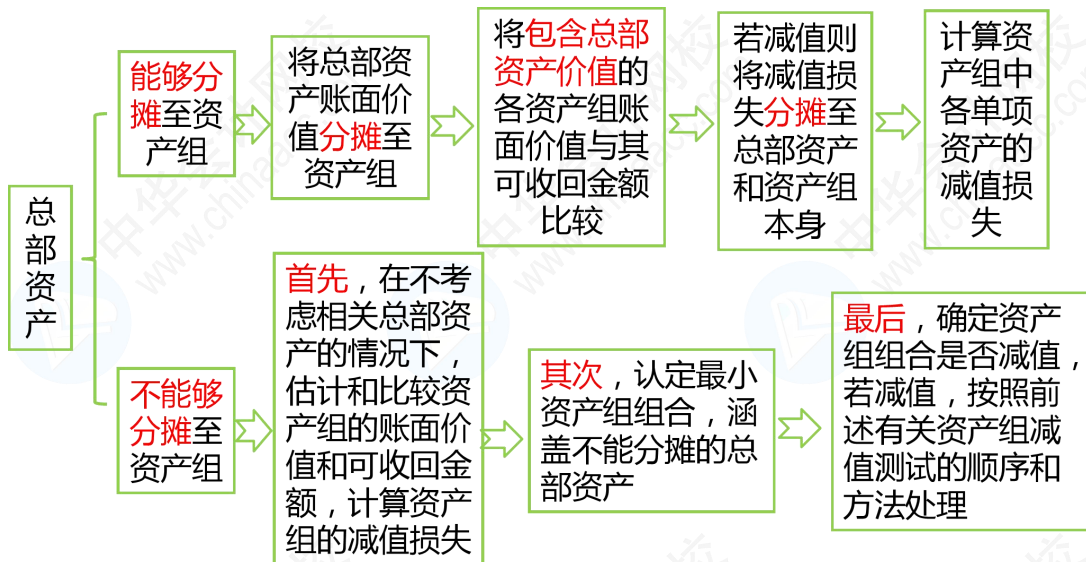 总
部
资
产
能够分
摊至资
产组
将总部资
产账面价
值分摊至
资产组
将包含总部
资产价值的
各资产组账
面价值与其
可收回金额
比较
若减值则
将减值损
失分摊至
总部资产
和资产组
本身
计算资
产组中
各单项
资产的
减值损
失
不能够
分摊至
资产组
首先，在不考
虑相关总部资
产的情况下，
估计和比较资
产组的账面价
值和可收回金
额，计算资产
组的减值损失
其次，认定最小
资产组组合，涵
盖不能分摊的总
部资产
最后，确定资产
组组合是否减值，
若减值，按照前
述有关资产组减
值测试的顺序和
方法处理